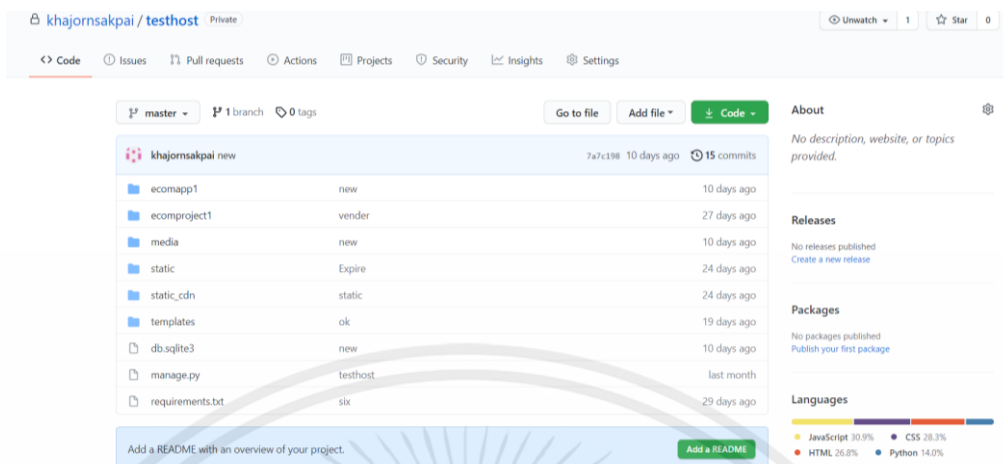 khajornsakpai / testhost Private
Unwatch 1 Star 0
Code Issues Pull requests Actions Projects Security Insights Settings
master 1 branch 0 tags Go to file Add file Code
khajornsakpai new 7a7c198 10 days ago 15 commits
ecomapp1 new 10 days ago
ecomproject1 vender 27 days ago
media new 10 days ago
static Expire 24 days ago
static_cdn static 24 days ago
templates ok 19 days ago
db.sqlite3 new 10 days ago
manage.py testhost last month
requirements.txt six 29 days ago
Add a README with an overview of your project. Add a README
About
No description, website, or topics
provided.
Releases
No releases published
Create a new release
Packages
No packages published
Publish your first package
Languages
JavaScript 30.9% CSS 28.3%
HTML 26.8% Python 14.0%